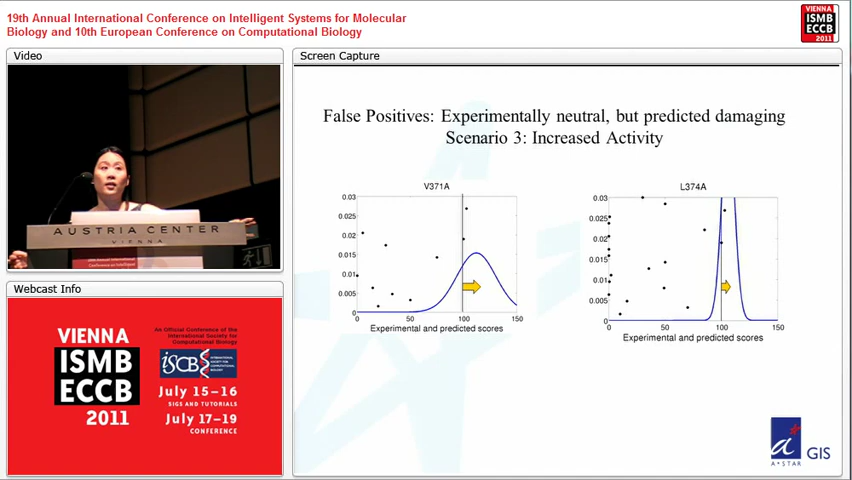 19th Annual International Conference on Intelligent Systems for Molecular
Biology and 10th European Conference on Computational Biology
VIENNA
ISMB
ECCB
2011
Video
AUSTRIA CENTER
VIENNA
Webcast Info
VIENNA
ISMB
ECCB
2011
An Official Conference of the
International Society for
Computational Biology
iSCB
INTERNATIONAL
SOCIETY FOR
COMPUTATIONAL
BIOLOGY
July 15–16
SIGS AND TUTORIALS
July 17–19
CONFERENCE
Screen Capture
False Positives: Experimentally neutral, but predicted damaging
Scenario 3: Increased Activity
V371A
0.03
0.025
0.02
0.015
0.01
0.005
0
0 50 100 150
Experimental and predicted scores
L374A
0.03
0.025
0.02
0.015
0.01
0.005
0
0 50 100 150
Experimental and predicted scores
A★STAR
GIS